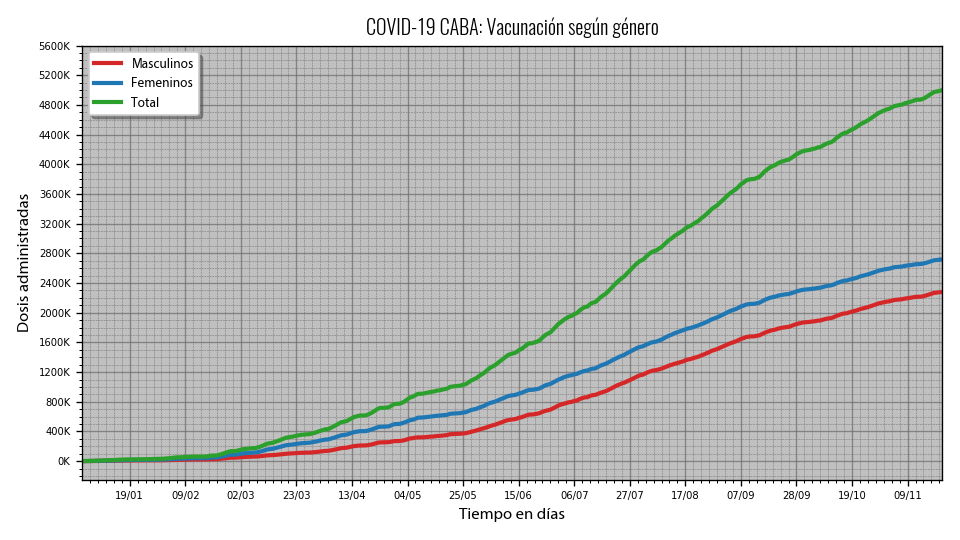 COVID-19 CABA: Vacunación según género
Masculinos
Femeninos
Total
Dosis administradas
5600K
5200K
4800K
4400K
4000K
3600K
3200K
2800K
2400K
2000K
1600K
1200K
800K
400K
0K
19/01 09/02 02/03 23/03 13/04 04/05 25/05 15/06 06/07 27/07 17/08 07/09 28/09 19/10 09/11
Tiempo en días